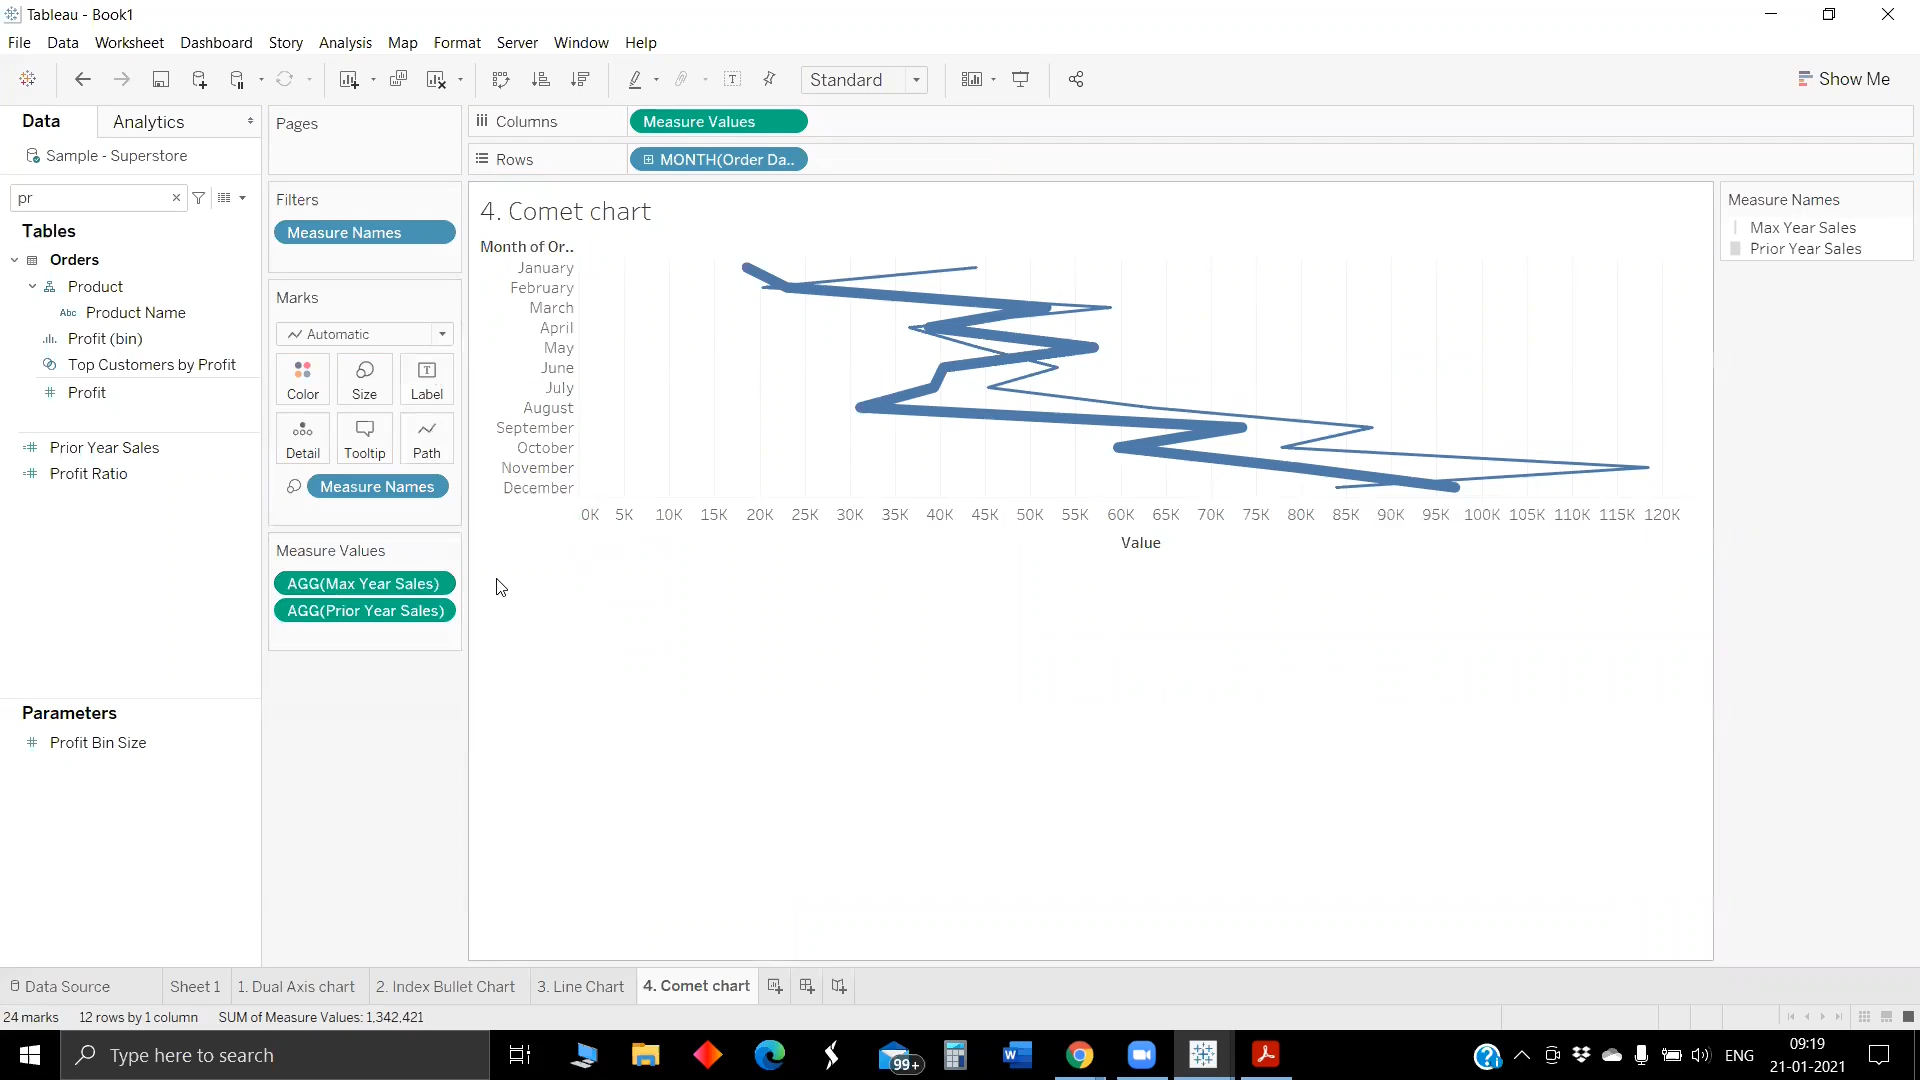 Tableau - Book1
File Data Worksheet Dashboard Story Analysis Map Format Server Window Help
Standard
Show Me
Data Analytics
Sample - Superstore
pr
Tables
Orders
Product
Abc Product Name
Profit (bin)
Top Customers by Profit
Profit
Prior Year Sales
Profit Ratio
Parameters
Profit Bin Size
Pages
Filters
Measure Names
Marks
Automatic
Color Size Label
Detail Tooltip Path
Measure Names
Measure Values
AGG(Max Year Sales)
AGG(Prior Year Sales)
Columns Measure Values
Rows MONTH(Order Da..
4. Comet chart
Month of Or..
January
February
March
April
May
June
July
August
September
October
November
December
0K 5K 10K 15K 20K 25K 30K 35K 40K 45K 50K 55K 60K 65K 70K 75K 80K 85K 90K 95K 100K 105K 110K 115K 120K
Value
Measure Names
Max Year Sales
Prior Year Sales
Data Source Sheet 1 1. Dual Axis chart 2. Index Bullet Chart 3. Line Chart 4. Comet chart
24 marks 12 rows by 1 column SUM of Measure Values: 1,342,421
Type here to search
99+
ENG
09:19
21-01-2021